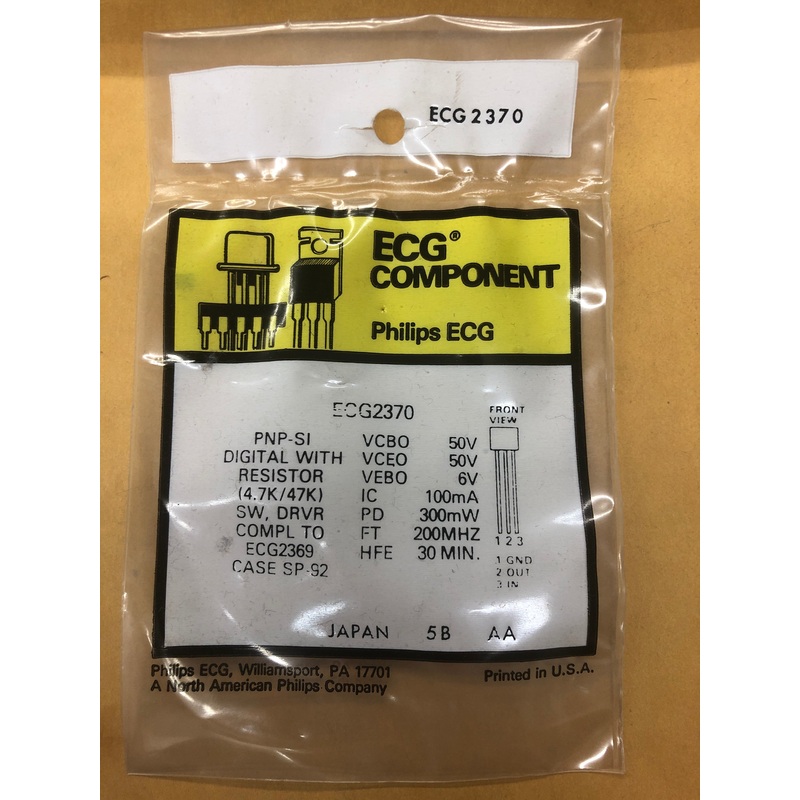 ECG2370
ECG®
COMPONENT
Philips ECG
ECG2370
PNP-SI
DIGITAL WITH
RESISTOR
(4.7K/47K)
SW, DRVR
COMPL TO
ECG2369
CASE SP-92
VCBO 50V
VCEO 50V
VEBO 6V
IC 100mA
PD 300mW
FT 200MHZ
HFE 30 MIN.
FRONT
VIEW
1 2 3
1 GND
2 OUT
3 IN
JAPAN 5B AA
Philips ECG, Williamsport, PA 17701
A North American Philips Company
Printed in U.S.A.